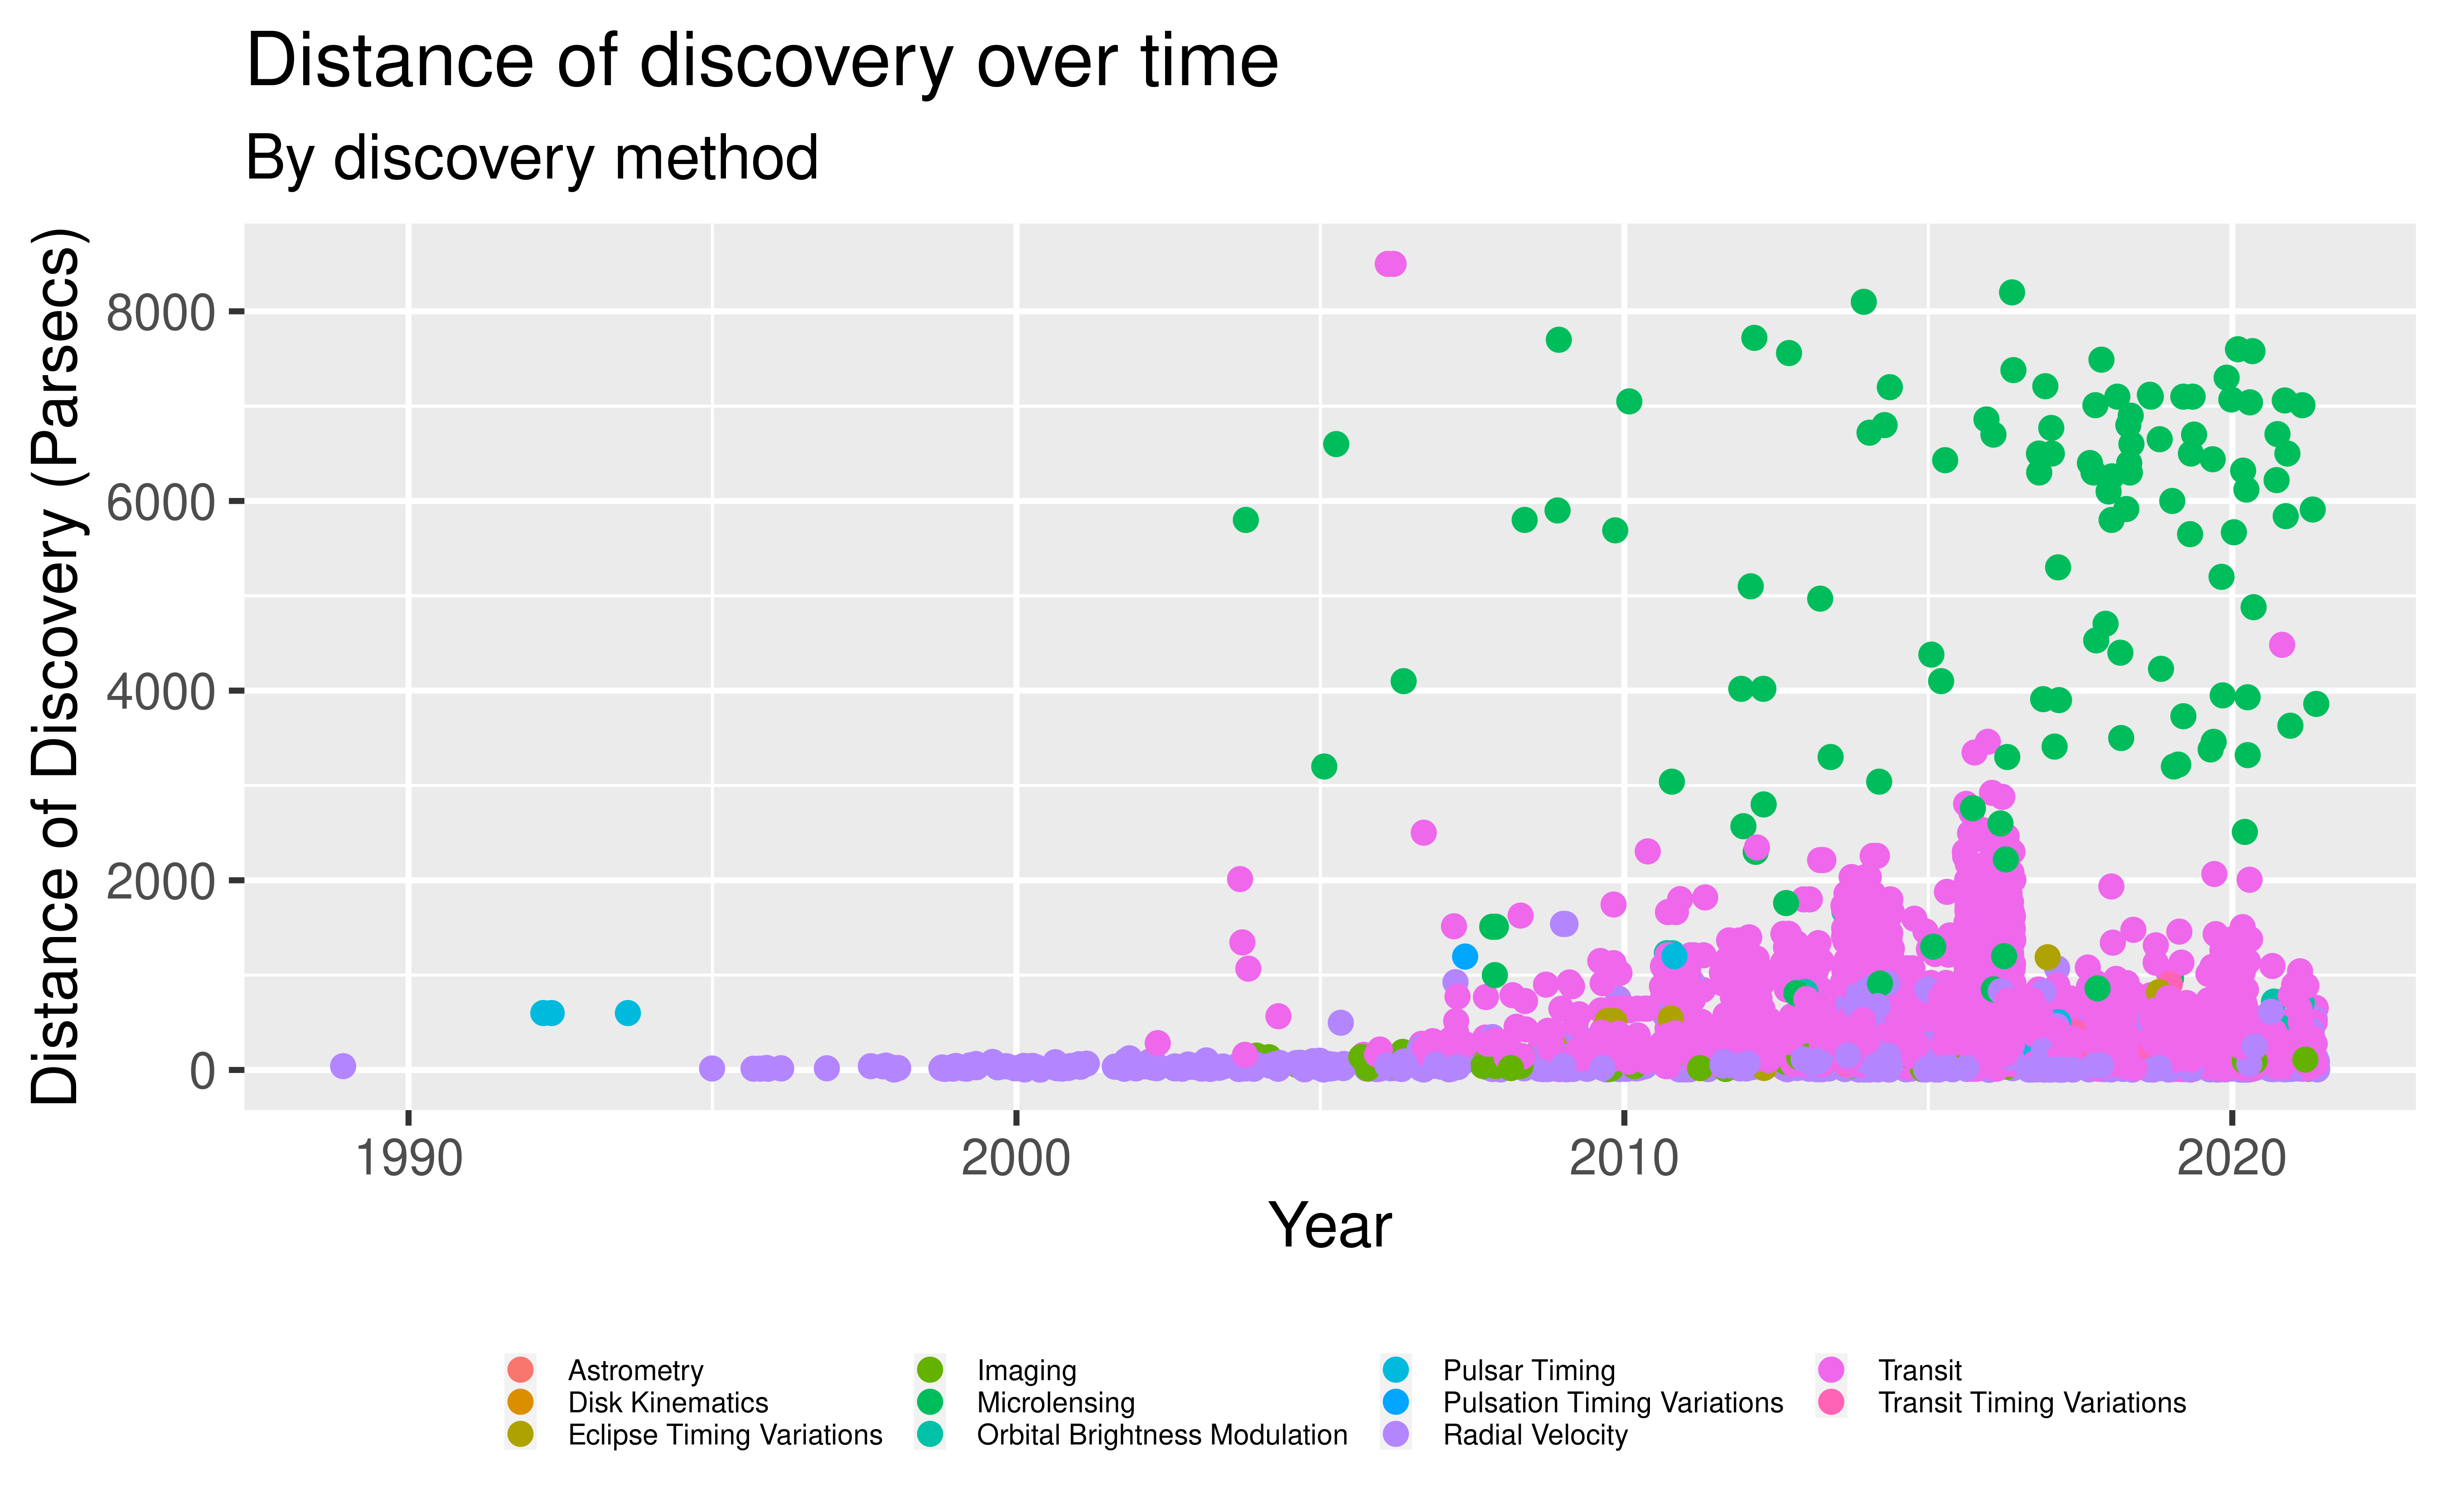 Distance of discovery over time
By discovery method
Distance of Discovery (Parsecs)
8000
6000
4000
2000
0
1990 2000 2010 2020
Year
Astrometry Imaging Pulsar Timing Transit
Disk Kinematics Microlensing Pulsation Timing Variations Transit Timing Variations
Eclipse Timing Variations Orbital Brightness Modulation Radial Velocity